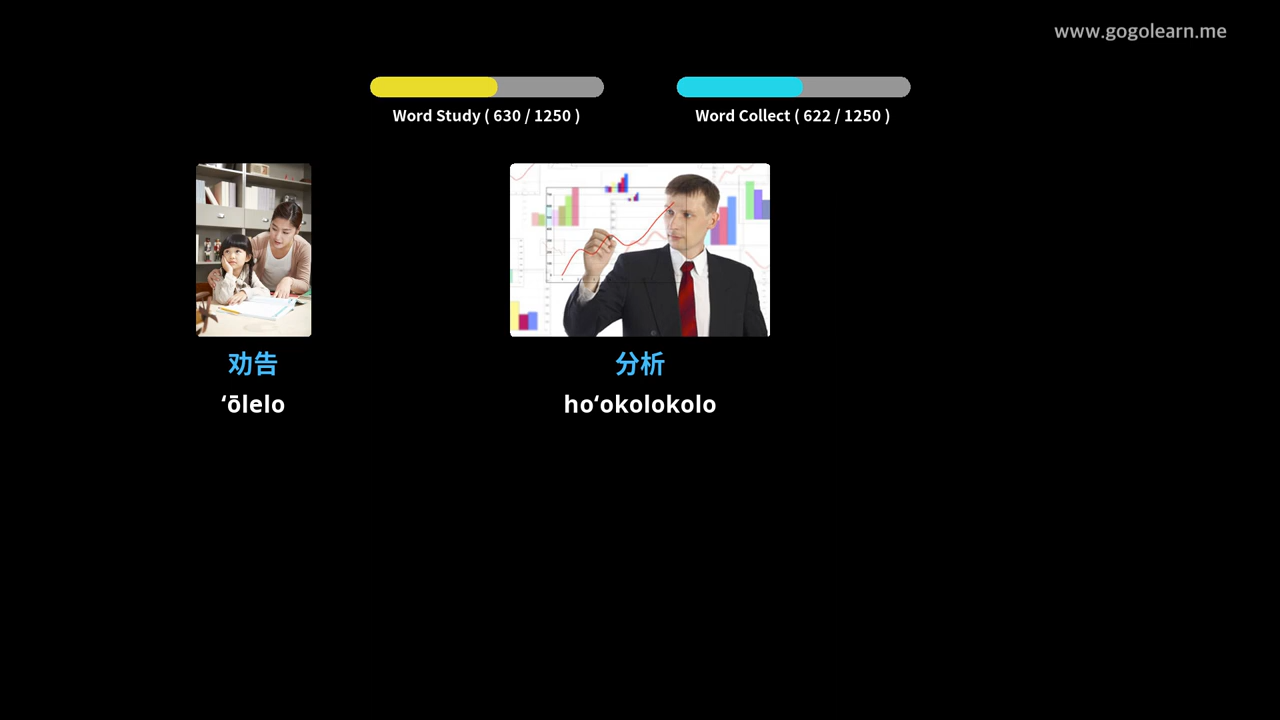 www.gogolearn.me
Word Study ( 630 / 1250 )
Word Collect ( 622 / 1250 )
劝告
ʻōlelo
分析
hoʻokolokolo